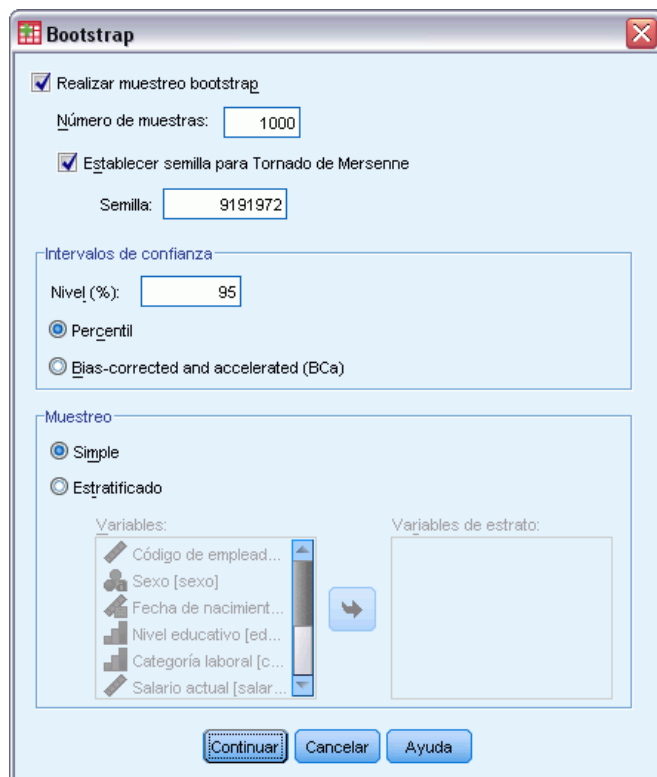 Bootstrap
Realizar muestreo bootstrap
Número de muestras: 1000
Establecer semilla para Tornado de Mersenne
Semilla: 9191972
Intervalos de confianza
Nivel (%): 95
Percentil
Bias-corrected and accelerated (BCa)
Muestreo
Simple
Estratificado
Variables: Variables de estrato:
Código de emplead...
Sexo [sexo]
Fecha de nacimient...
Nivel educativo [ed...
Categoría laboral [c...
Salario actual [salar...
Continuar Cancelar Ayuda